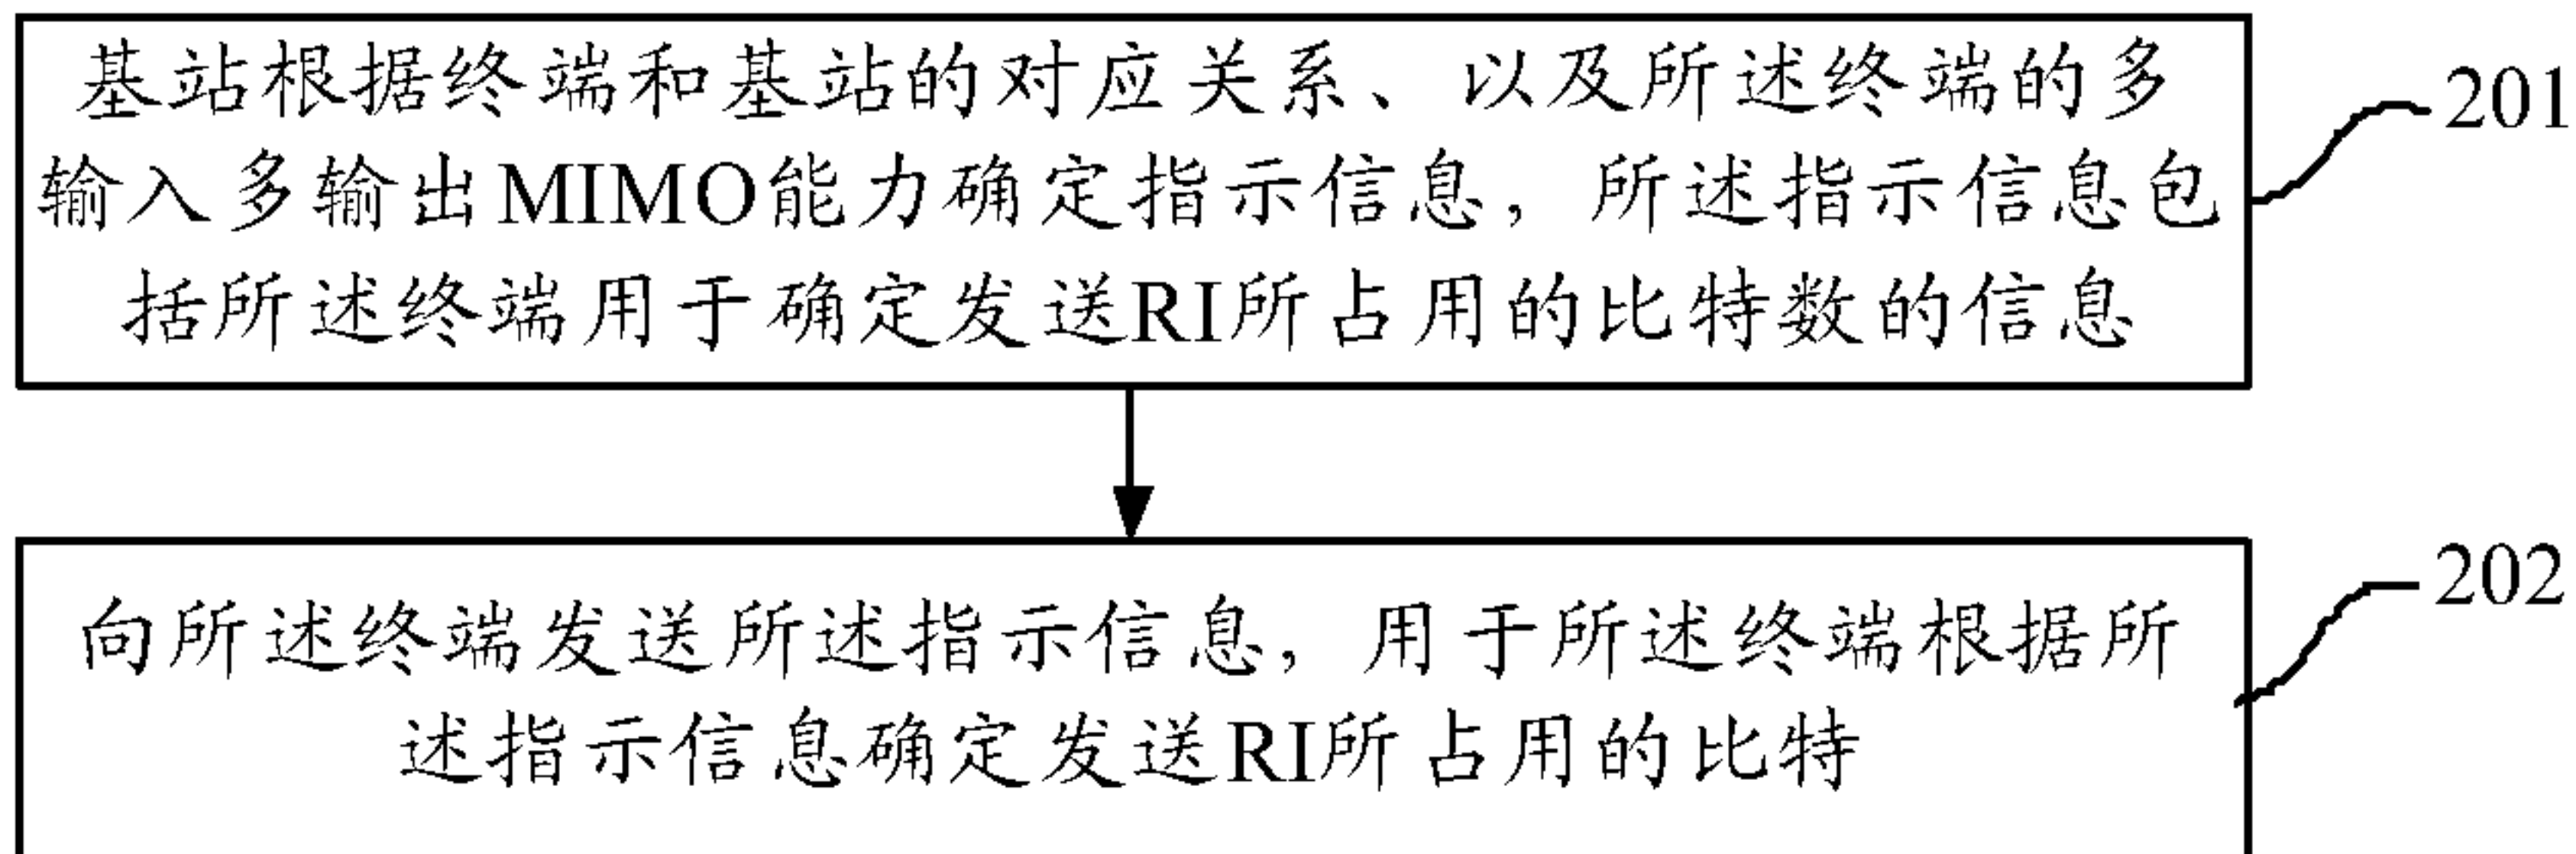 基站根据终端和基站的对应关系、以及所述终端的多
输入多输出MIMO能力确定指示信息，所述指示信息包
括所述终端用于确定发送RI所占用的比特数的信息
201
向所述终端发送所述指示信息，用于所述终端根据所
述指示信息确定发送RI所占用的比特
202